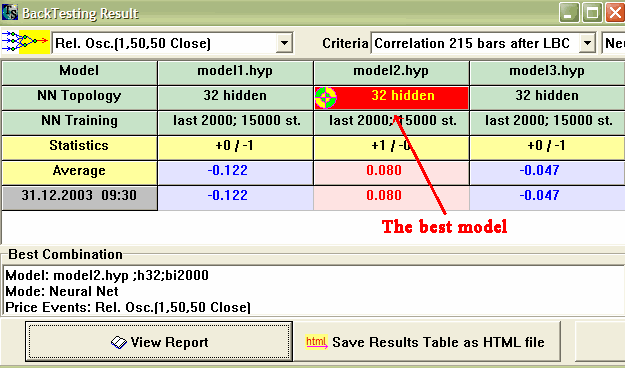 BackTesting Result
Rel. Osc.(1,50,50 Close) Criteria Correlation 215 bars after LBC Neu
Model model1.hyp model2.hyp model3.hyp
NN Topology 32 hidden 32 hidden 32 hidden
NN Training last 2000; 15000 st. last 2000; 15000 st. last 2000; 15000 st.
Statistics +0 / -1 +1 / -0 +0 / -1
Average -0.122 0.080 -0.047
31.12.2003 09:30 -0.122 0.080 -0.047
The best model
Best Combination
Model: model2.hyp ;h32;bi2000
Mode: Neural Net
Price Events: Rel. Osc.(1,50,50 Close)
View Report html Save Results Table as HTML file